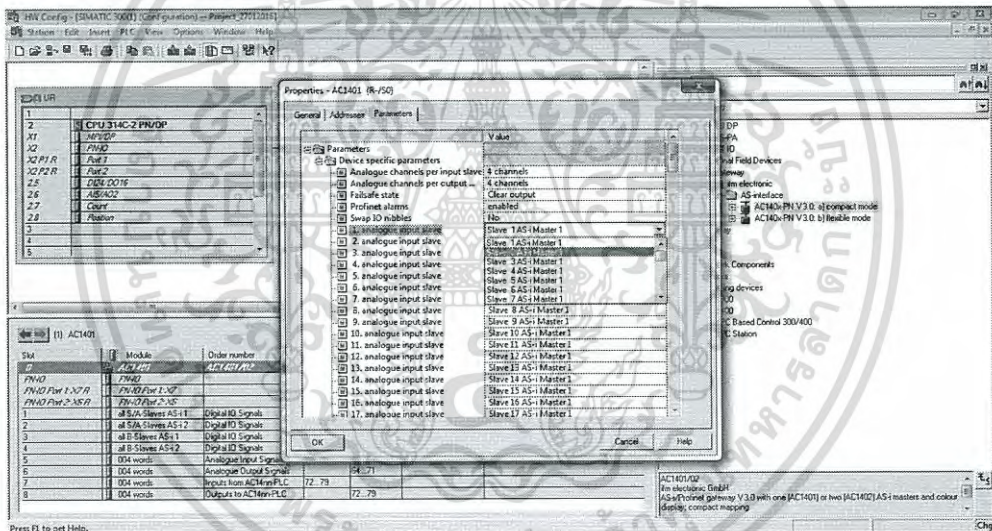 HW Config - [SIMATIC 300(1) (Configuration) -- Project_27012016]
Station Edit Insert PLC View Options Window Help
UR
1
2 CPU 314C-2 PN/DP
X1 MPI/DP
X2 PN-IO
X2 P1 R Port 1
X2 P2 R Port 2
2.5 DI24/DO16
2.6 AI5/AO2
2.7 Count
2.8 Position
3
4
5
Properties - AC1401 (R-/S0)
General Addresses Parameters
Value
Parameters
Device specific parameters
Analogue channels per input slave 4 channels
Analogue channels per output ... 4 channels
Failsafe state Clear output
Profinet alarms enabled
Swap IO nibbles No
1. analogue input slave Slave 1 AS-i Master 1
2. analogue input slave Slave 1 AS-i Master 1
3. analogue input slave
4. analogue input slave Slave 3 AS-i Master 1
5. analogue input slave Slave 4 AS-i Master 1
6. analogue input slave Slave 5 AS-i Master 1
Slave 6 AS-i Master 1
7. analogue input slave Slave 7 AS-i Master 1
8. analogue input slave Slave 8 AS-i Master 1
9. analogue input slave Slave 9 AS-i Master 1
10. analogue input slave Slave 10 AS-i Master 1
11. analogue input slave Slave 11 AS-i Master 1
12. analogue input slave Slave 12 AS-i Master 1
13. analogue input slave Slave 13 AS-i Master 1
14. analogue input slave Slave 14 AS-i Master 1
15. analogue input slave Slave 15 AS-i Master 1
16. analogue input slave Slave 16 AS-i Master 1
17. analogue input slave Slave 17 AS-i Master 1
OK Cancel Help
DP
PA
IO
nal Field Devices
teway
ifm electronic
AS-interface
AC140x PN V3.0: a) compact mode
AC140x PN V3.0: b) flexible mode
Components
ing devices
00
00
C Based Control 300/400
C Station
(1) AC1401
Slot Module Order number
0 AC1401 AC1401/02
PN-IO PN-IO
PN-IO Port 1:X7 R PN-IO Port 1:X7
PN-IO Port 2:X6 R PN-IO Port 2:X6
1 all S/A Slaves AS-i 1 Digital IO Signals
2 all S/A Slaves AS-i 2 Digital IO Signals
3 all B-Slaves AS-i 1 Digital IO Signals
4 all B-Slaves AS-i 2 Digital IO Signals
5 004 words Analogue Input Signals
6 004 words Analogue Output Signals 64...71
7 004 words Inputs from AC14nn-PLC 72...79
8 004 words Outputs to AC14nn-PLC 72...79
AC1401/02
ifm electronic GmbH
AS-i/Profinet gateway V3.0 with one [AC1401] or two [AC1402] AS-i masters and colour
display; compact mapping
Press F1 to get Help.
Chg